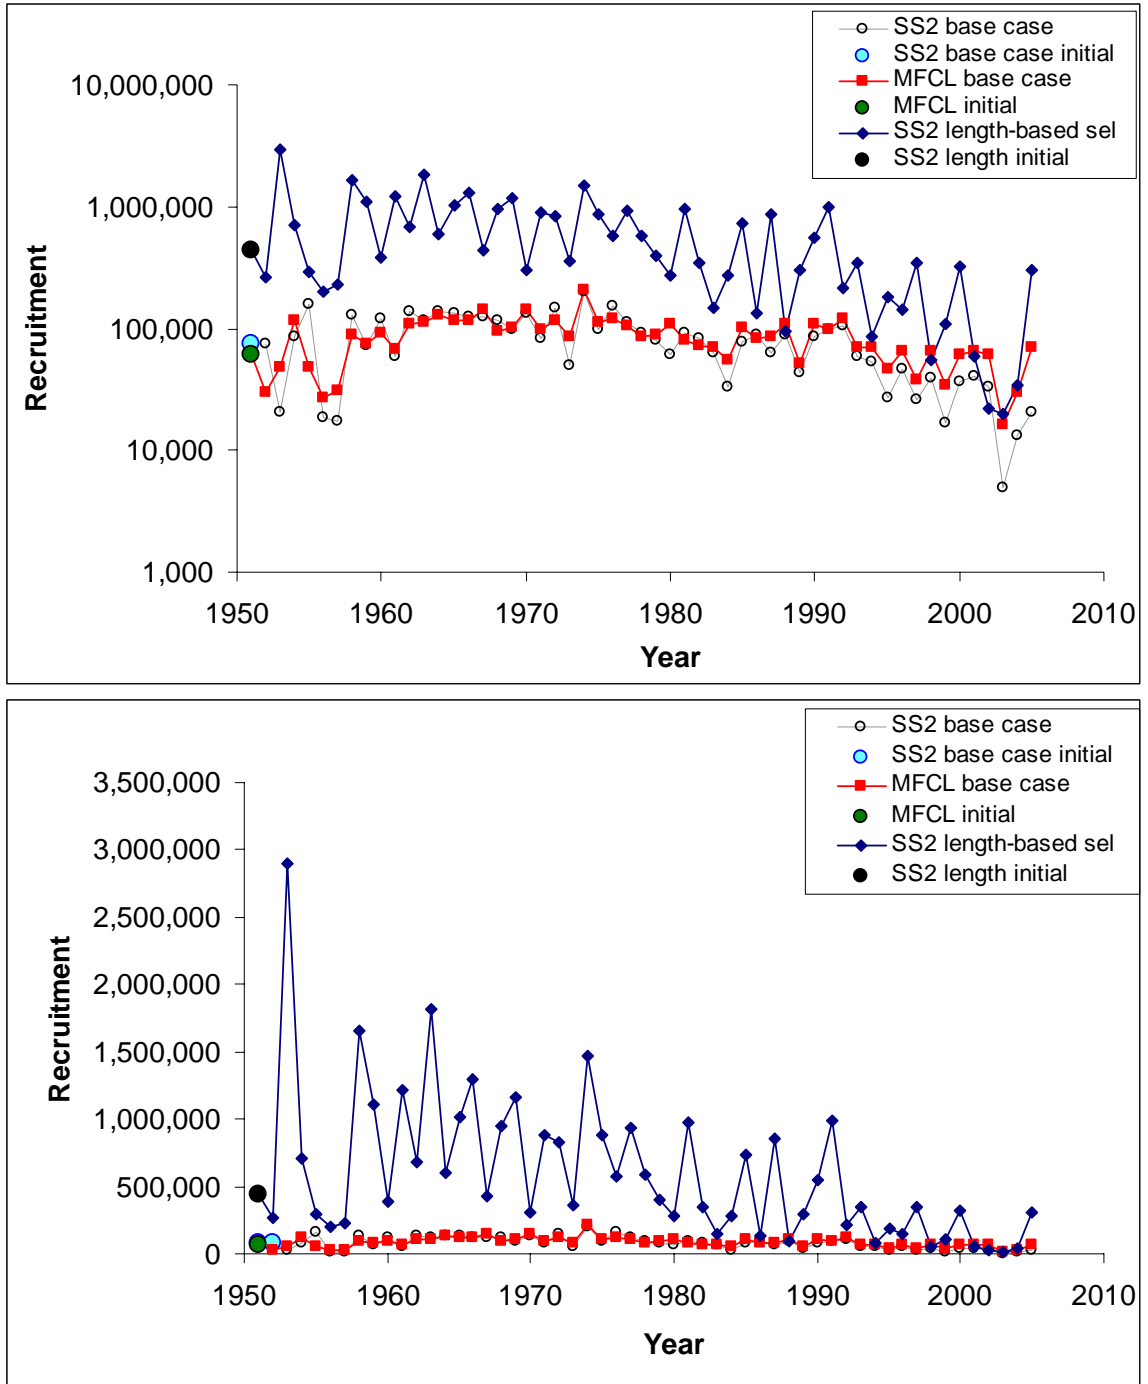 SS2 base case
SS2 base case initial
MFCL base case
MFCL initial
SS2 length-based sel
SS2 length initial
10,000,000
1,000,000
100,000
10,000
1,000
Recruitment
1950 1960 1970 1980 1990 2000 2010
Year
SS2 base case
SS2 base case initial
MFCL base case
MFCL initial
SS2 length-based sel
SS2 length initial
3,500,000
3,000,000
2,500,000
2,000,000
1,500,000
1,000,000
500,000
0
Recruitment
1950 1960 1970 1980 1990 2000 2010
Year